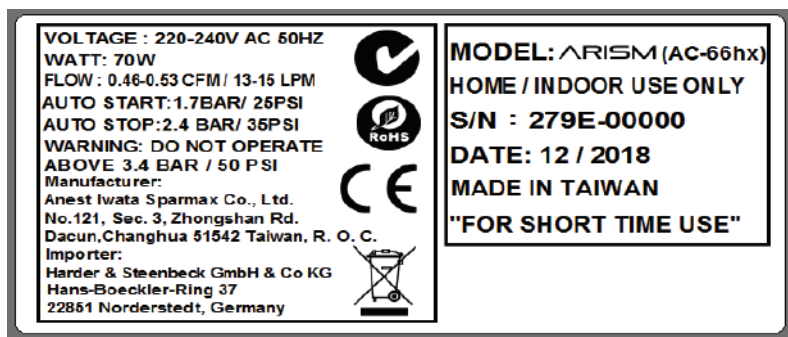 VOLTAGE : 220-240V AC 50HZ
WATT: 70W
FLOW : 0.46-0.53 CFM / 13-15 LPM
AUTO START:1.7BAR/ 25PSI
AUTO STOP:2.4 BAR/ 35PSI
WARNING: DO NOT OPERATE
ABOVE 3.4 BAR / 50 PSI
Manufacturer:
Anest Iwata Sparmax Co., Ltd.
No.121, Sec. 3, Zhongshan Rd.
Dacun,Changhua 51542 Taiwan, R. O. C.
Importer:
Harder & Steenbeck GmbH & Co KG
Hans-Boeckler-Ring 37
22851 Norderstedt, Germany
RoHS
CE
MODEL: ARISM (AC-66hx)
HOME / INDOOR USE ONLY
S/N : 279E-00000
DATE: 12 / 2018
MADE IN TAIWAN
"FOR SHORT TIME USE"